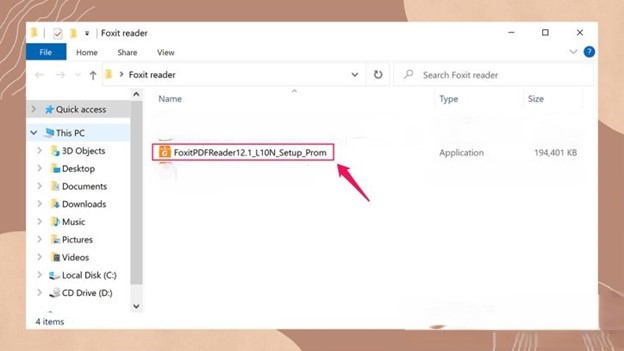 Foxit reader
File Home Share View
Foxit reader
Search Foxit reader
Name Type Size
Quick access
This PC
3D Objects
Desktop
Documents
Downloads
Music
Pictures
Videos
Local Disk (C:)
CD Drive (D:)
FoxitPDFReader12.1_L10N_Setup_Prom Application 194,401 KB
4 items